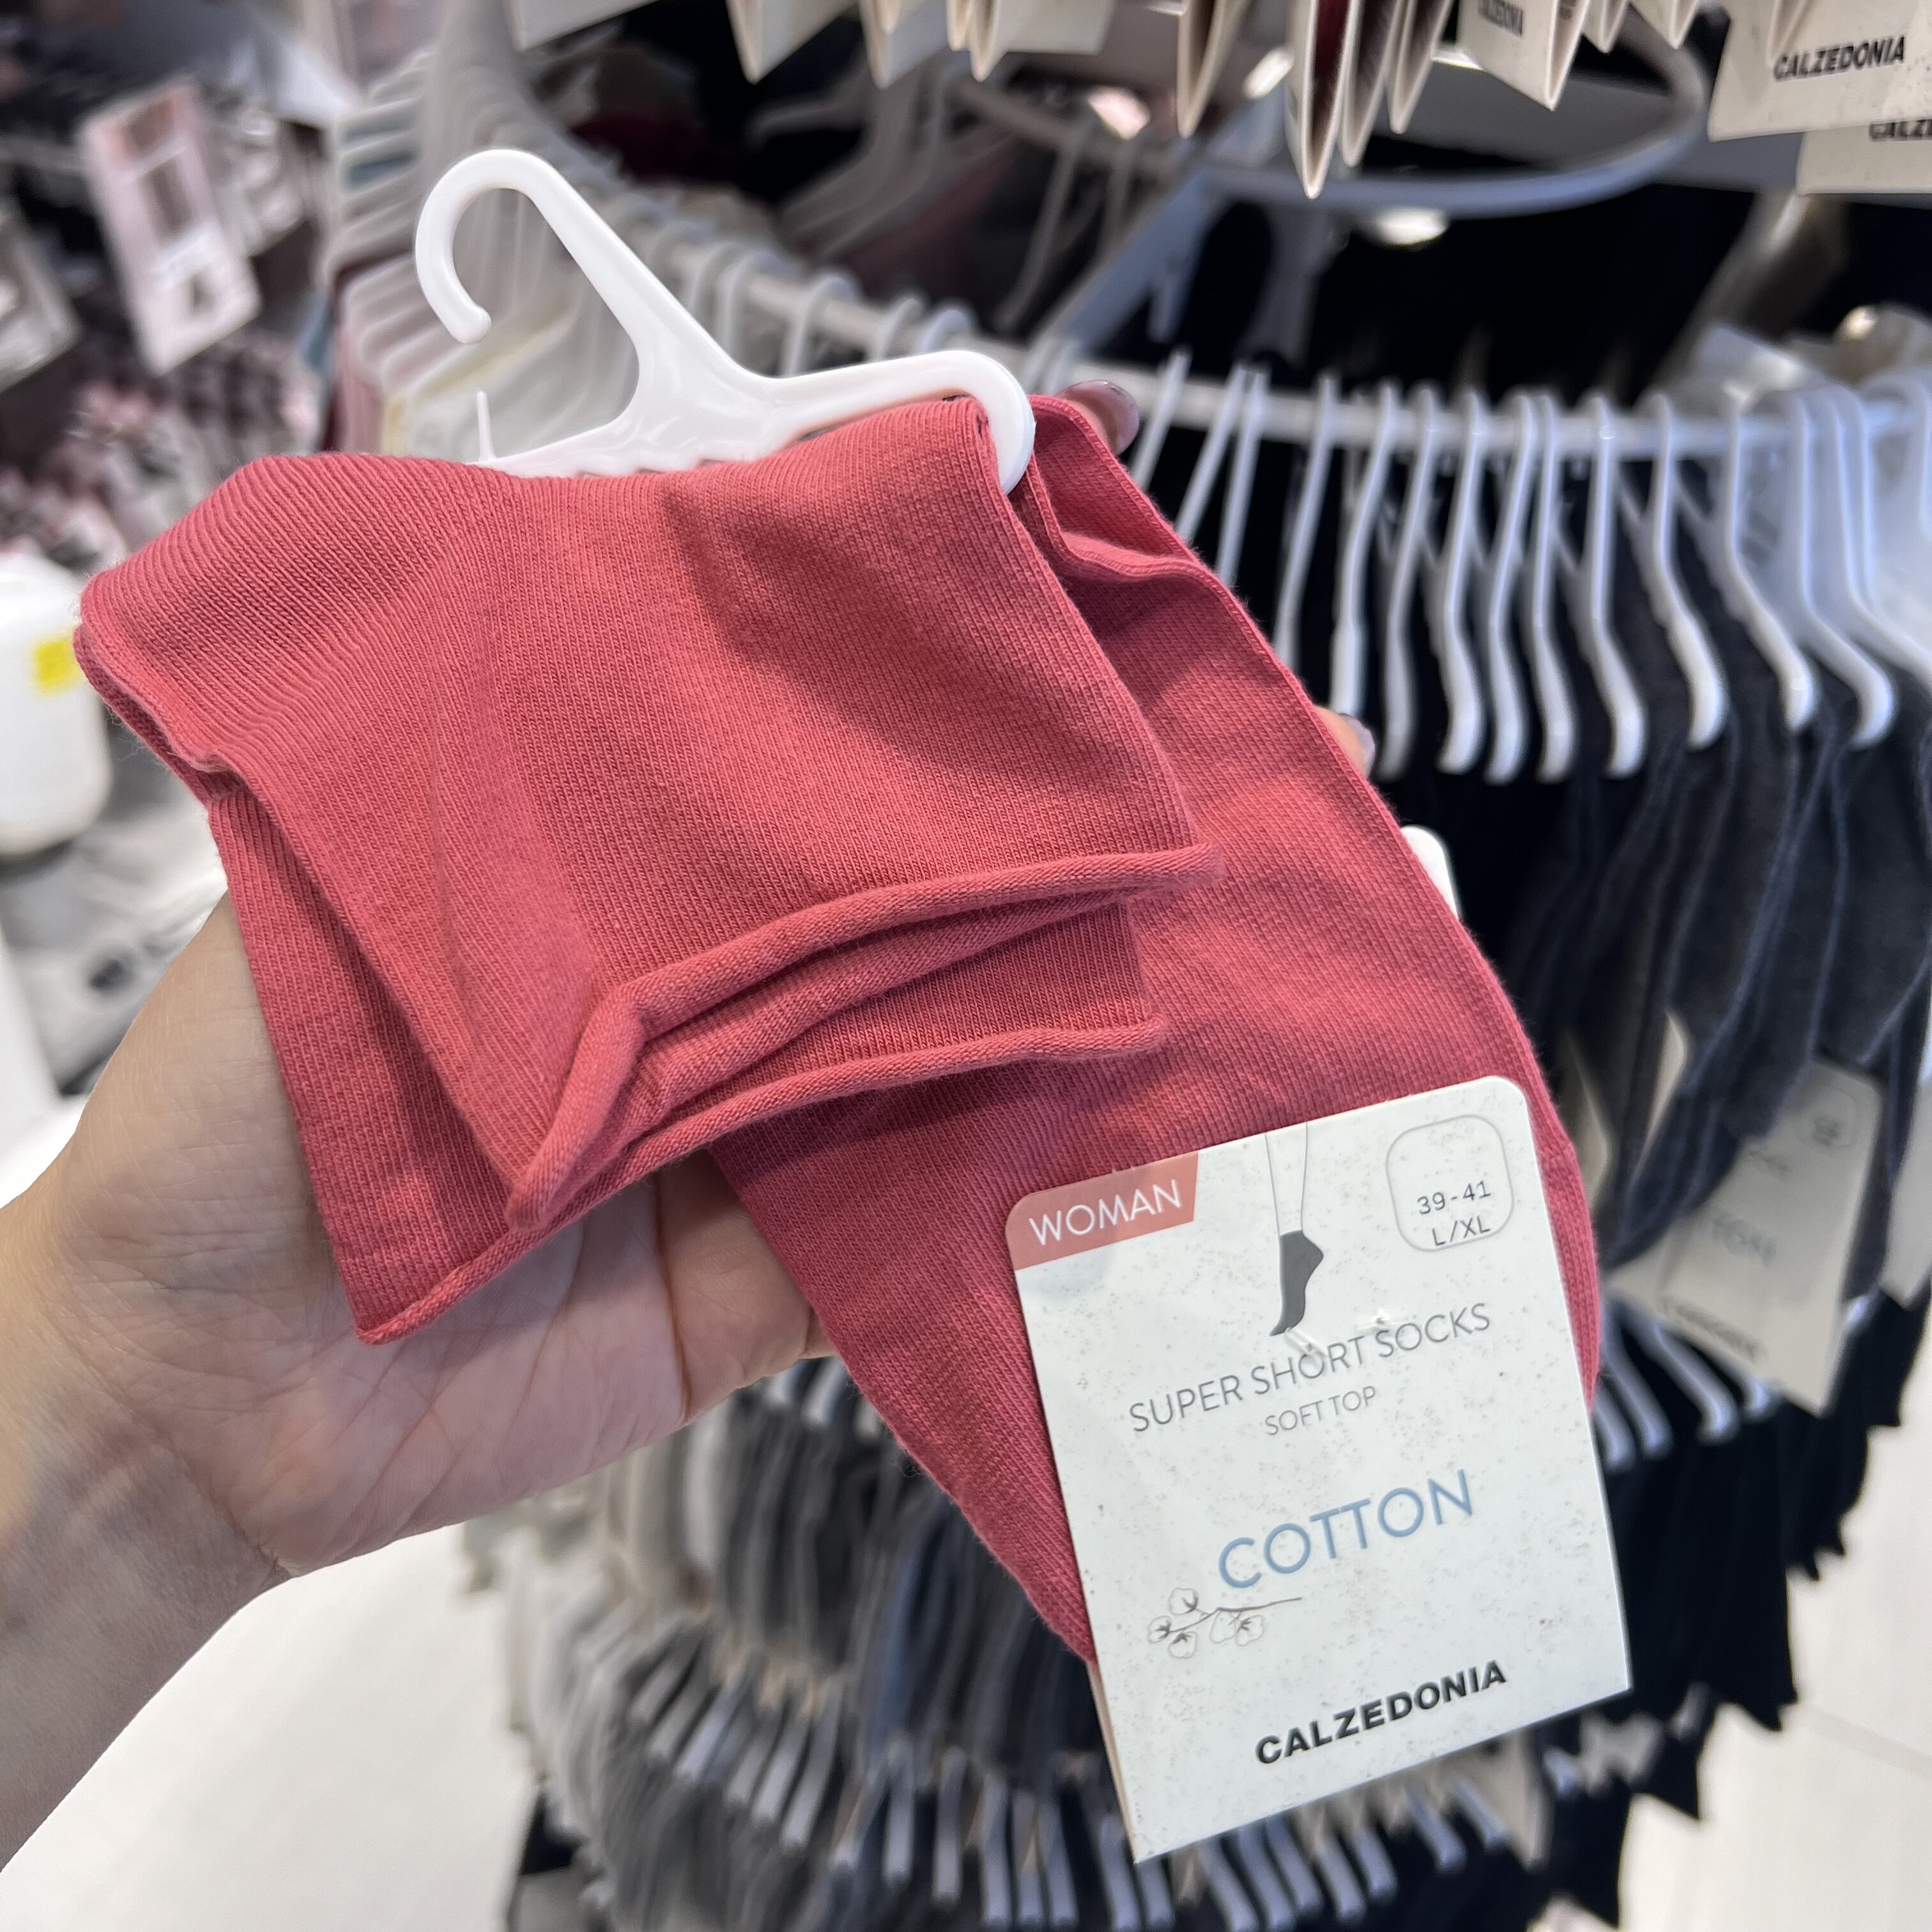 CALZEDONIA
WOMAN
39-41
L/XL
SUPER SHORT SOCKS
SOFT TOP
COTTON
CALZEDONIA